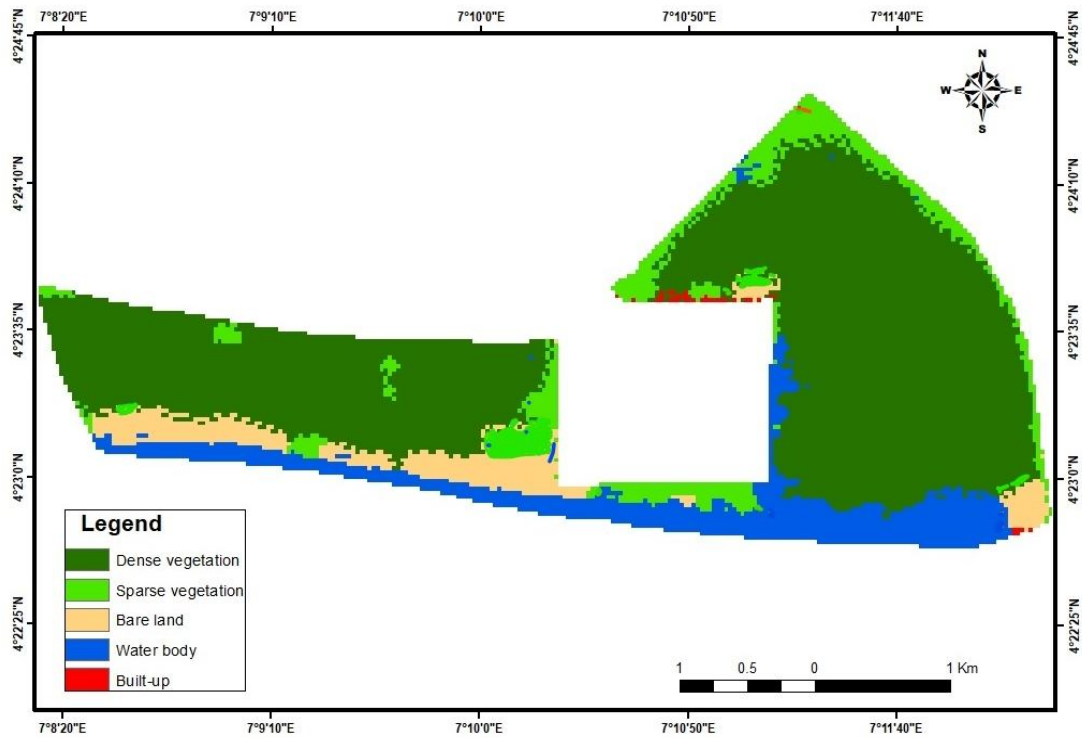 7°8'20"E 7°9'10"E 7°10'0"E 7°10'50"E 7°11'40"E
4°24'45"N 4°24'45"N
N
W E
S
4°24'10"N 4°24'10"N
4°23'35"N 4°23'35"N
4°23'0"N 4°23'0"N
Legend
Dense vegetation
Sparse vegetation
Bare land
Water body
Built-up
4°22'25"N 4°22'25"N
1 0.5 0 1 Km
7°8'20"E 7°9'10"E 7°10'0"E 7°10'50"E 7°11'40"E